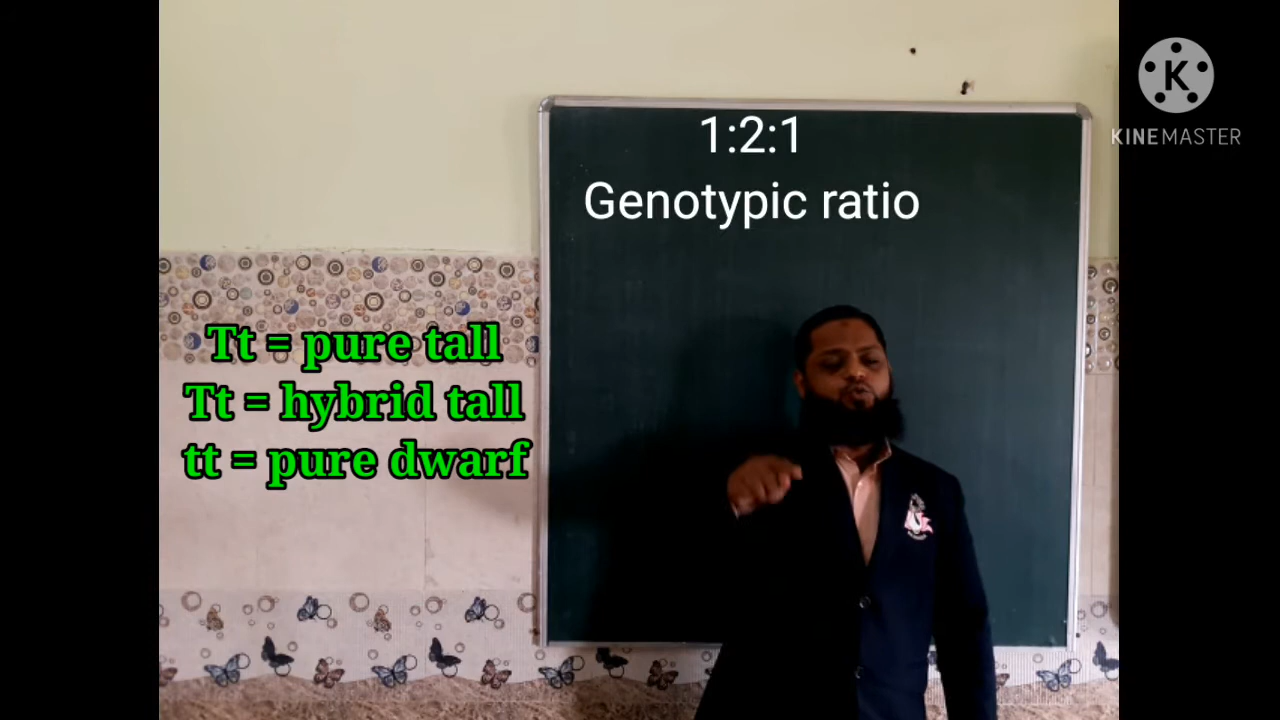 1:2:1
Genotypic ratio
Tt = pure tall
Tt = hybrid tall
tt = pure dwarf
K
KINEMASTER